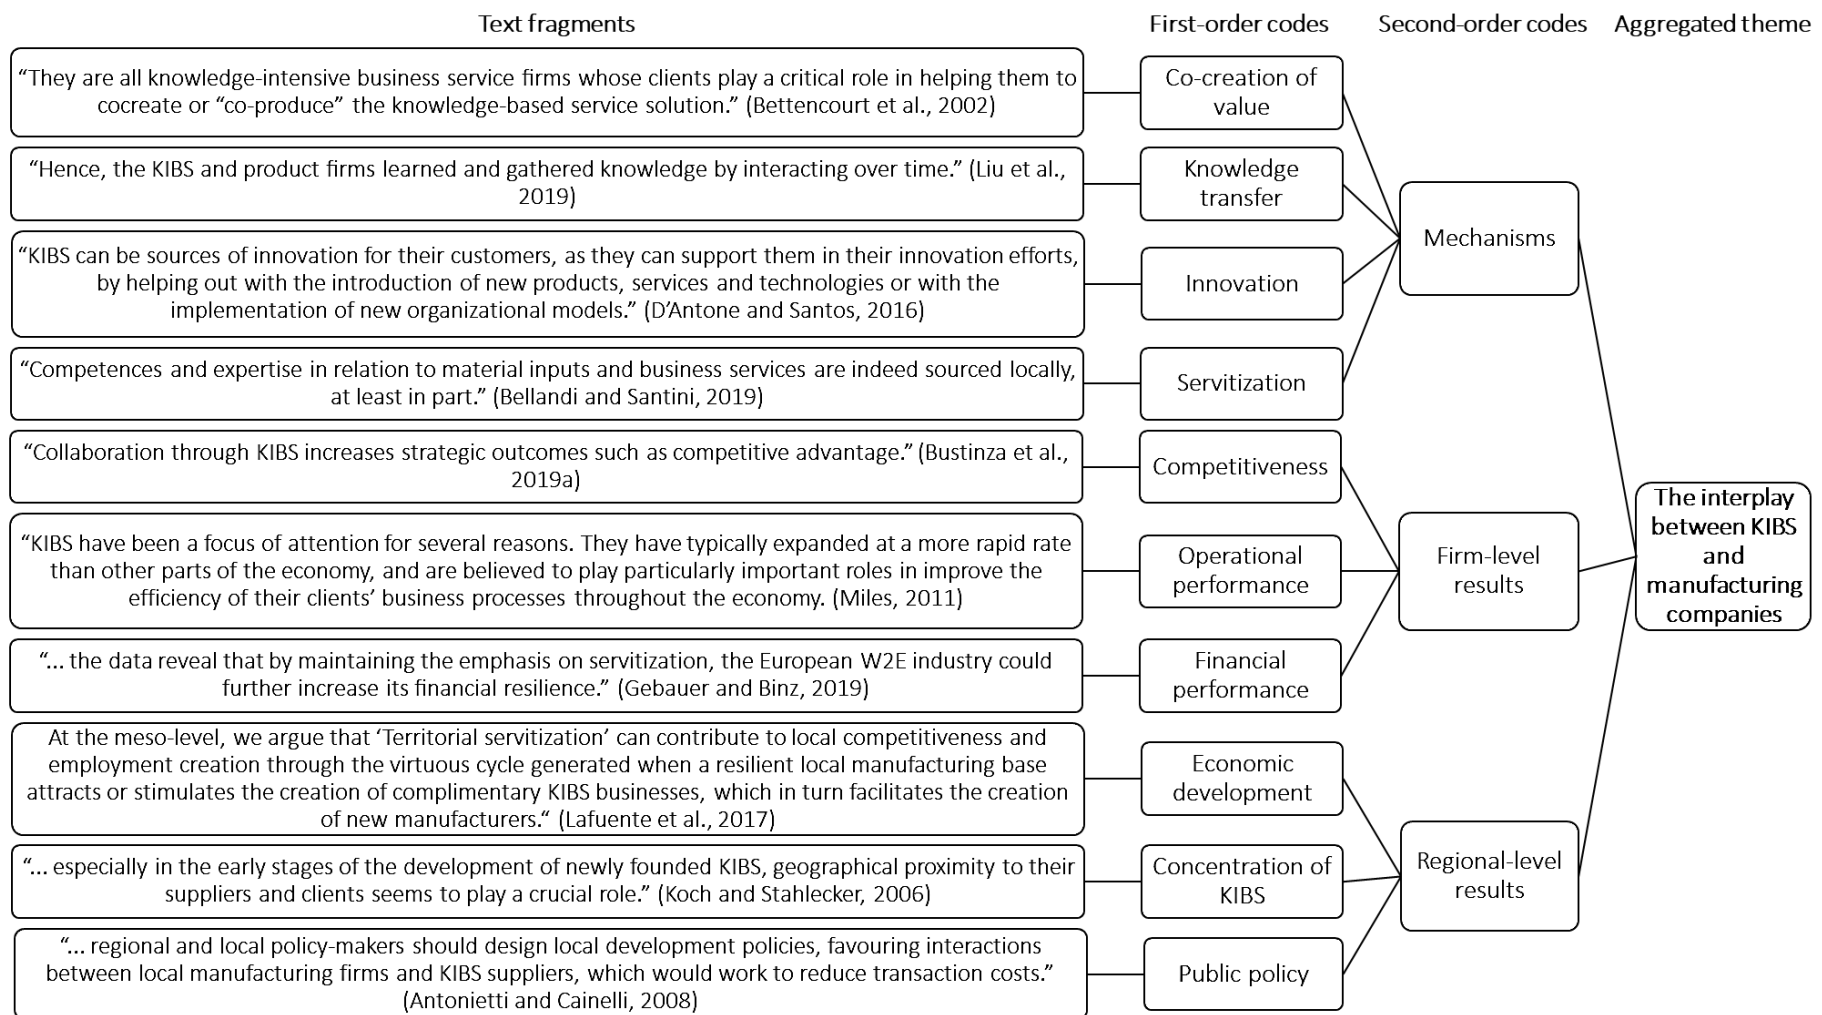 Text fragments
First-order codes
Second-order codes
Aggregated theme
“They are all knowledge-intensive business service firms whose clients play a critical role in helping them to
cocreate or “co-produce” the knowledge-based service solution.” (Bettencourt et al., 2002)
Co-creation of
value
“Hence, the KIBS and product firms learned and gathered knowledge by interacting over time.” (Liu et al.,
2019)
Knowledge
transfer
“KIBS can be sources of innovation for their customers, as they can support them in their innovation efforts,
by helping out with the introduction of new products, services and technologies or with the
implementation of new organizational models.” (D’Antone and Santos, 2016)
Innovation
“Competences and expertise in relation to material inputs and business services are indeed sourced locally,
at least in part.” (Bellandi and Santini, 2019)
Servitization
Mechanisms
“Collaboration through KIBS increases strategic outcomes such as competitive advantage.” (Bustinza et al.,
2019a)
Competitiveness
“KIBS have been a focus of attention for several reasons. They have typically expanded at a more rapid rate
than other parts of the economy, and are believed to play particularly important roles in improve the
efficiency of their clients’ business processes throughout the economy. (Miles, 2011)
Operational
performance
“... the data reveal that by maintaining the emphasis on servitization, the European W2E industry could
further increase its financial resilience.” (Gebauer and Binz, 2019)
Financial
performance
Firm-level
results
At the meso-level, we argue that ‘Territorial servitization’ can contribute to local competitiveness and
employment creation through the virtuous cycle generated when a resilient local manufacturing base
attracts or stimulates the creation of complimentary KIBS businesses, which in turn facilitates the creation
of new manufacturers.“ (Lafuente et al., 2017)
Economic
development
“... especially in the early stages of the development of newly founded KIBS, geographical proximity to their
suppliers and clients seems to play a crucial role.” (Koch and Stahlecker, 2006)
Concentration of
KIBS
“... regional and local policy-makers should design local development policies, favouring interactions
between local manufacturing firms and KIBS suppliers, which would work to reduce transaction costs.”
(Antonietti and Cainelli, 2008)
Public policy
Regional-level
results
The interplay
between KIBS
and
manufacturing
companies